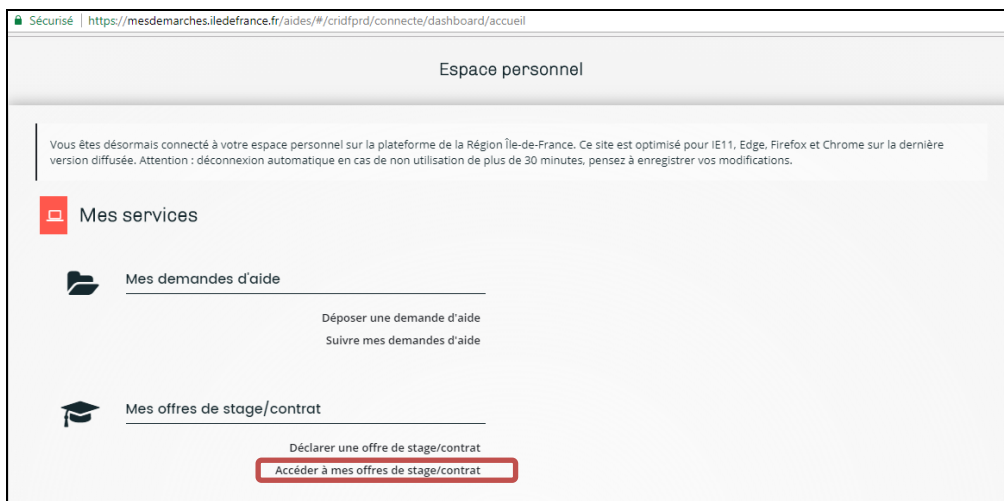 Sécurisé | https://mesdemarches.iledefrance.fr/aides/#/cridfprd/connecte/dashboard/accueil
Espace personnel
Vous êtes désormais connecté à votre espace personnel sur la plateforme de la Région Île-de-France. Ce site est optimisé pour IE11, Edge, Firefox et Chrome sur la dernière
version diffusée. Attention : déconnexion automatique en cas de non utilisation de plus de 30 minutes, pensez à enregistrer vos modifications.
Mes services
Mes demandes d'aide
Déposer une demande d'aide
Suivre mes demandes d'aide
Mes offres de stage/contrat
Déclarer une offre de stage/contrat
Accéder à mes offres de stage/contrat